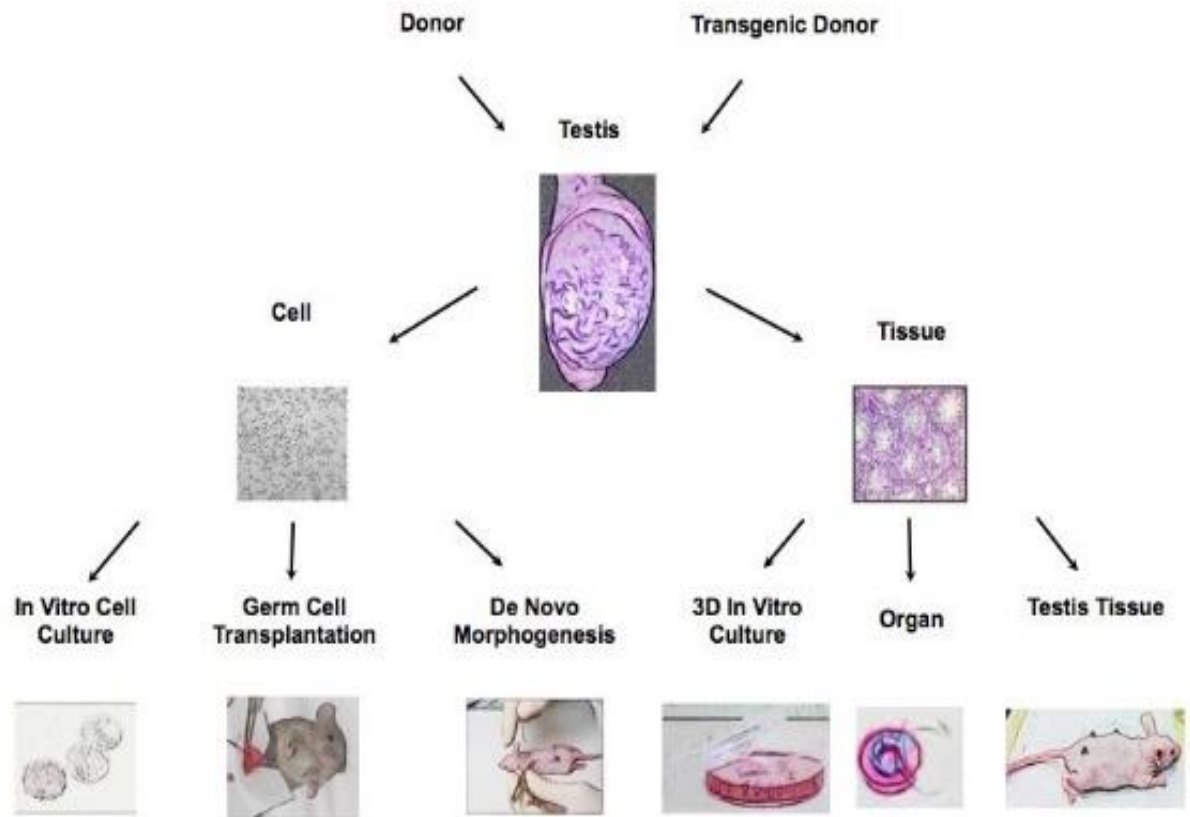 Donor
Transgenic Donor
Testis
Cell
Tissue
In Vitro Cell
Culture
Germ Cell
Transplantation
De Novo
Morphogenesis
3D In Vitro
Culture
Organ
Testis Tissue